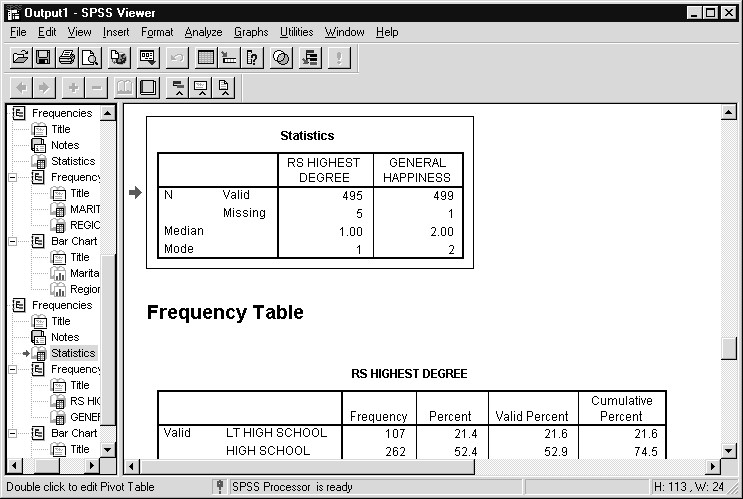 Output1 - SPSS Viewer
File Edit View Insert Format Analyze Graphs Utilities Window Help
Frequencies
Title
Notes
Statistics
Frequency
Title
MARIT
REGIO
Bar Chart
Title
Marita
Region
Frequencies
Title
Notes
Statistics
Frequency
Title
RS HIG
GENER
Bar Chart
Title
Statistics
RS HIGHEST DEGREE GENERAL HAPPINESS
N Valid 495 499
Missing 5 1
Median 1.00 2.00
Mode 1 2
Frequency Table
RS HIGHEST DEGREE
Frequency Percent Valid Percent Cumulative Percent
Valid LT HIGH SCHOOL 107 21.4 21.6 21.6
HIGH SCHOOL 262 52.4 52.9 74.5
Double click to edit Pivot Table SPSS Processor is ready H: 113 , W: 24